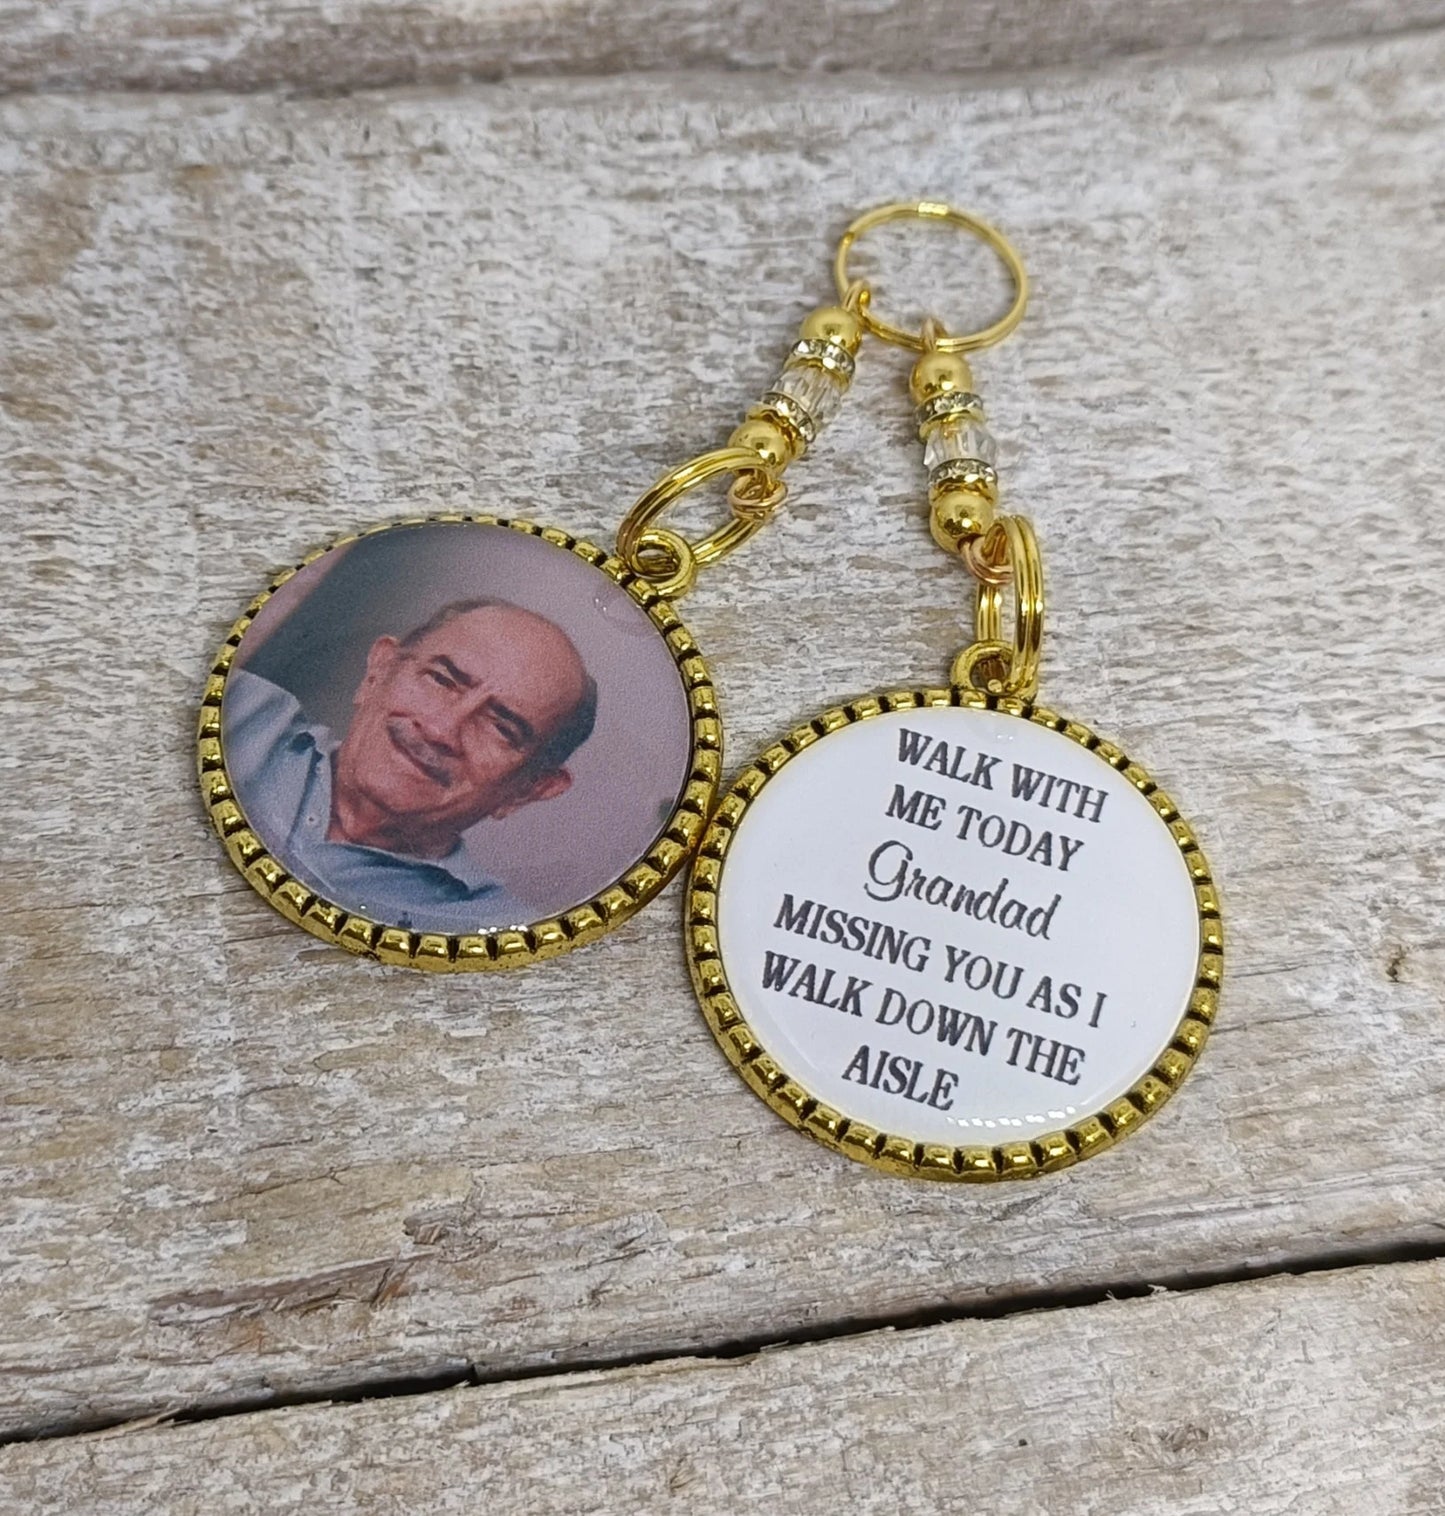 WALK WITH
ME TODAY
Grandad
MISSING YOU AS I
WALK DOWN THE
AISLE